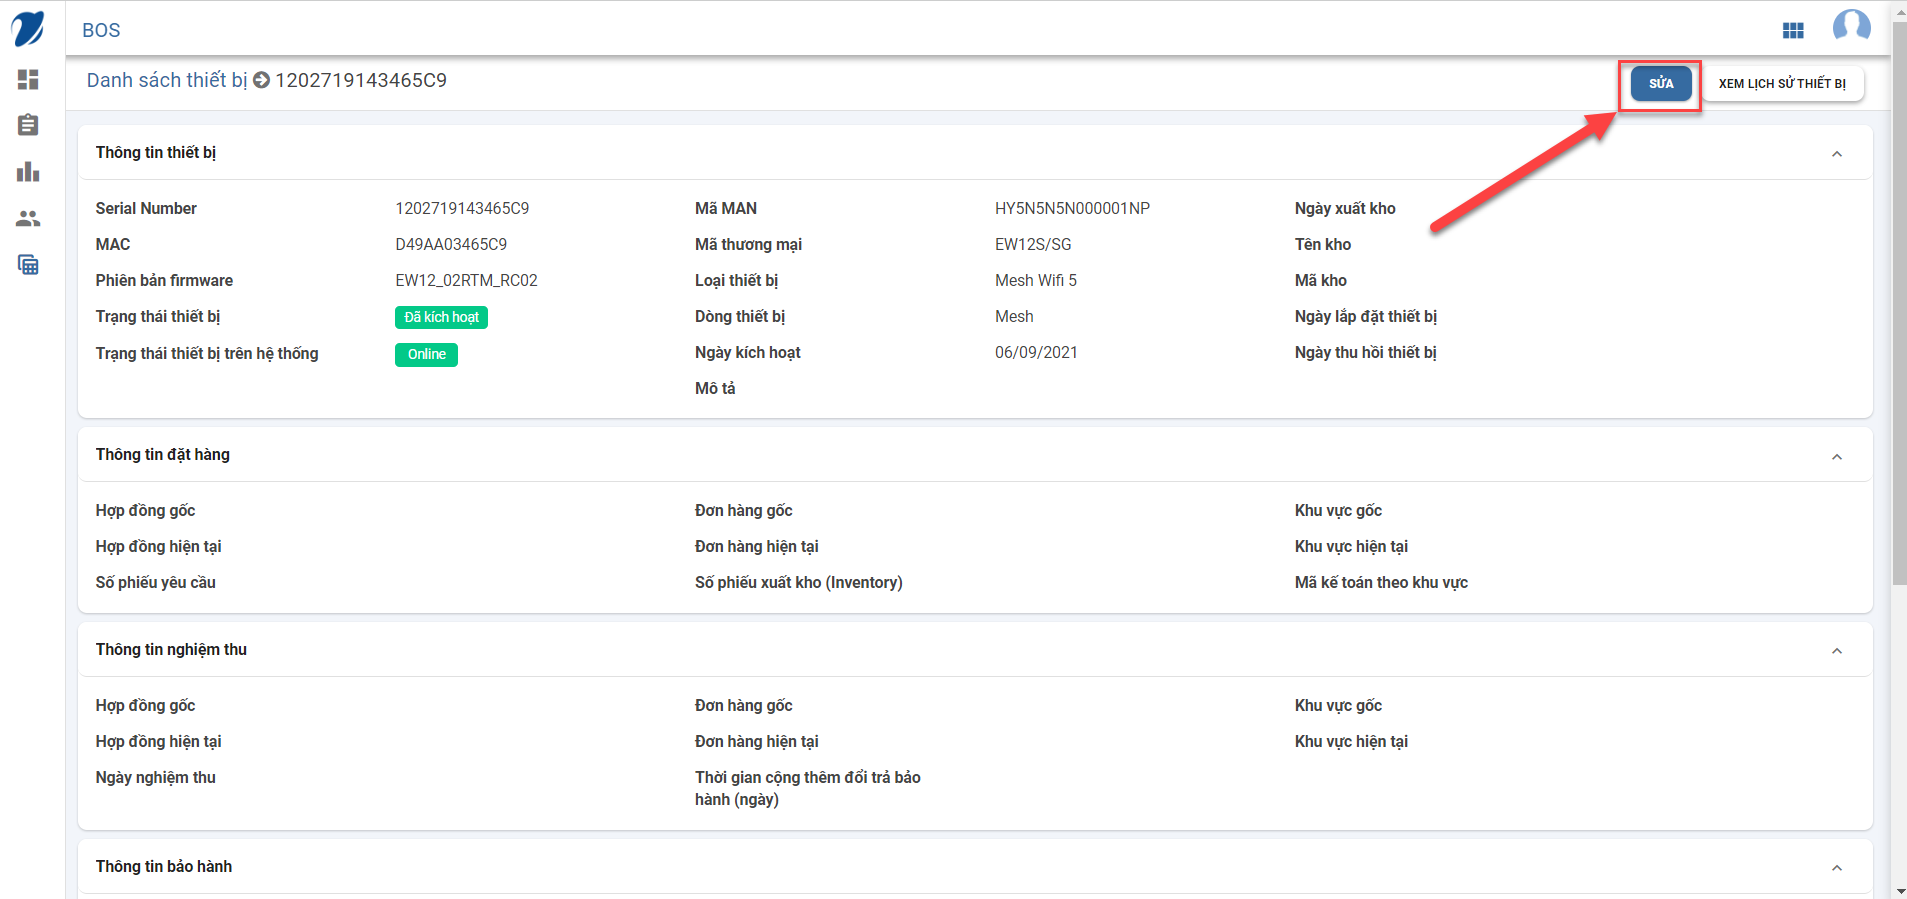 BOS
Danh sách thiết bị 1202719143465C9
SỬA
XEM LỊCH SỬ THIẾT BỊ
Thông tin thiết bị
Serial Number 1202719143465C9 Mã MAN HY5N5N5N000001NP Ngày xuất kho
MAC D49AA03465C9 Mã thương mại EW12S/SG Tên kho
Phiên bản firmware EW12_02RTM_RC02 Loại thiết bị Mesh Wifi 5 Mã kho
Trạng thái thiết bị Đã kích hoạt Dòng thiết bị Mesh Ngày lắp đặt thiết bị
Trạng thái thiết bị trên hệ thống Online Ngày kích hoạt 06/09/2021 Ngày thu hồi thiết bị
Mô tả
Thông tin đặt hàng
Hợp đồng gốc Đơn hàng gốc Khu vực gốc
Hợp đồng hiện tại Đơn hàng hiện tại Khu vực hiện tại
Số phiếu yêu cầu Số phiếu xuất kho (Inventory) Mã kế toán theo khu vực
Thông tin nghiệm thu
Hợp đồng gốc Đơn hàng gốc Khu vực gốc
Hợp đồng hiện tại Đơn hàng hiện tại Khu vực hiện tại
Ngày nghiệm thu Thời gian cộng thêm đổi trả bảo
hành (ngày)
Thông tin bảo hành